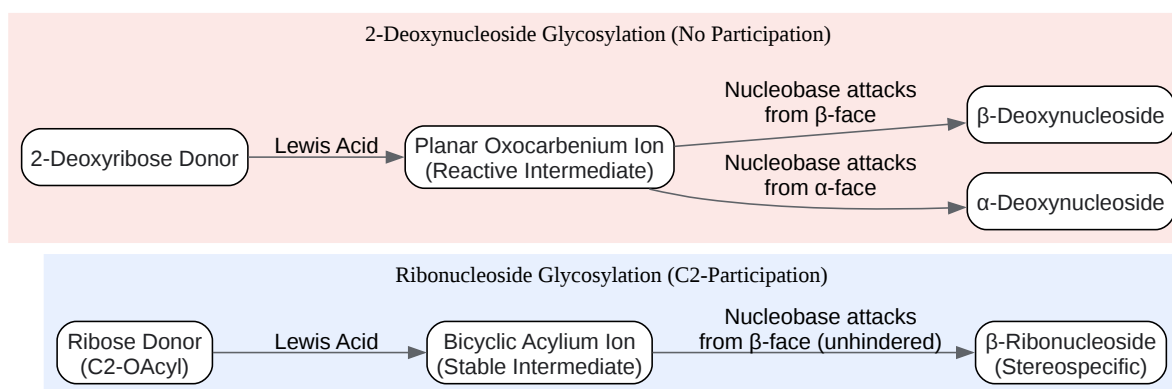 2-Deoxynucleoside Glycosylation (No Participation)
2-Deoxyribose Donor
Lewis Acid
Planar Oxocarbenium Ion
(Reactive Intermediate)
Nucleobase attacks
from β-face
β-Deoxynucleoside
Nucleobase attacks
from α-face
α-Deoxynucleoside
Ribonucleoside Glycosylation (C2-Participation)
Ribose Donor
(C2-OAcyl)
Lewis Acid
Bicyclic Acylium Ion
(Stable Intermediate)
Nucleobase attacks
from β-face (unhindered)
β-Ribonucleoside
(Stereospecific)